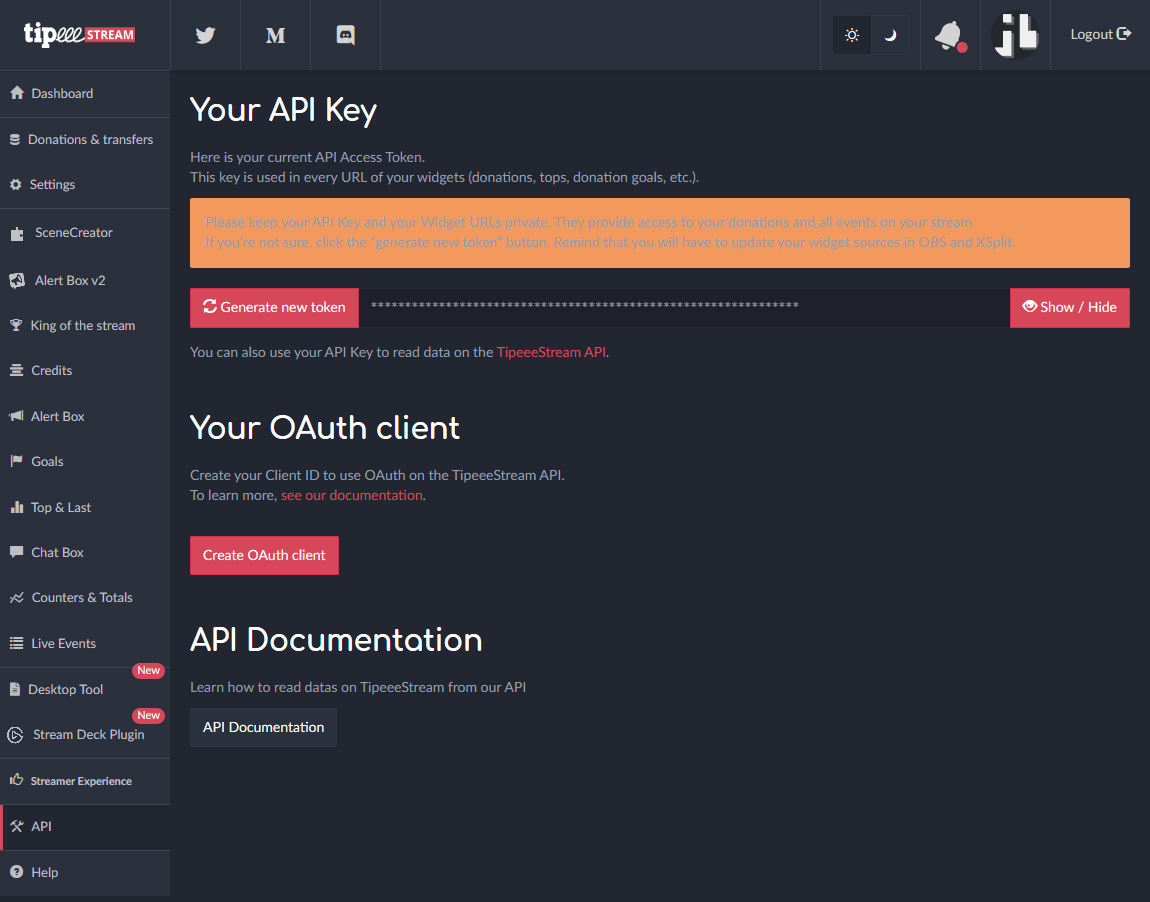 tipeee STREAM
M
Logout
Dashboard
Donations & transfers
Settings
SceneCreator
Alert Box v2
King of the stream
Credits
Alert Box
Goals
Top & Last
Chat Box
Counters & Totals
Live Events
New
Desktop Tool
New
Stream Deck Plugin
Streamer Experience
API
Help
Your API Key
Here is your current API Access Token.
This key is used in every URL of your widgets (donations, tops, donation goals, etc.).
Please keep your API Key and your Widget URLs private. They provide access to your donations and all events on your stream.
If you're not sure, click the "generate new token" button. Remind that you will have to update your widget sources in OBS and XSplit.
Generate new token
****************************************************************
Show / Hide
You can also use your API Key to read data on the TipeeeStream API.
Your OAuth client
Create your Client ID to use OAuth on the TipeeeStream API.
To learn more, see our documentation.
Create OAuth client
API Documentation
Learn how to read datas on TipeeeStream from our API
API Documentation